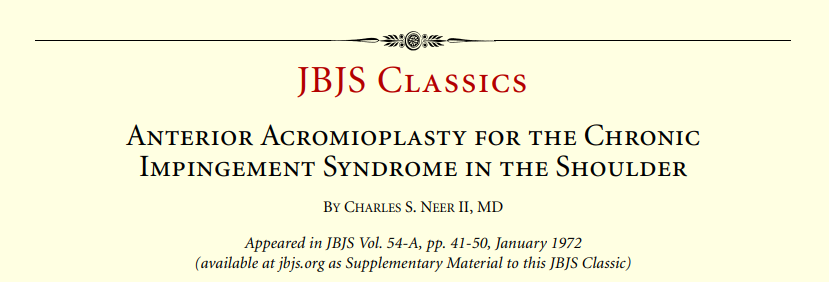 JBJS Classics
Anterior Acromioplasty for the Chronic
Impingement Syndrome in the Shoulder
By Charles S. Neer II, MD
Appeared in JBJS Vol. 54-A, pp. 41-50, January 1972
(available at jbjs.org as Supplementary Material to this JBJS Classic)